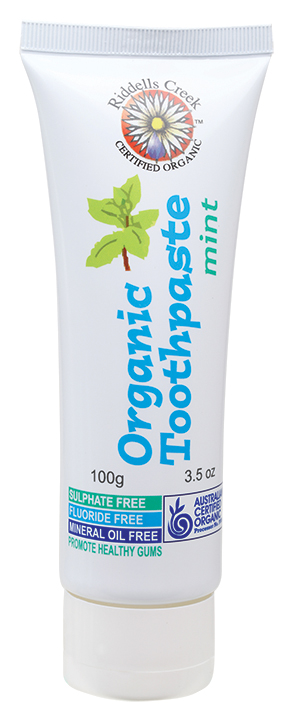 Riddells Creek
™
CERTIFIED ORGANIC
Organic
Toothpaste
mint
100g
3.5 oz
SULPHATE FREE
FLUORIDE FREE
MINERAL OIL FREE
PROMOTE HEALTHY GUMS
AUSTRALIAN
CERTIFIED
ORGANIC